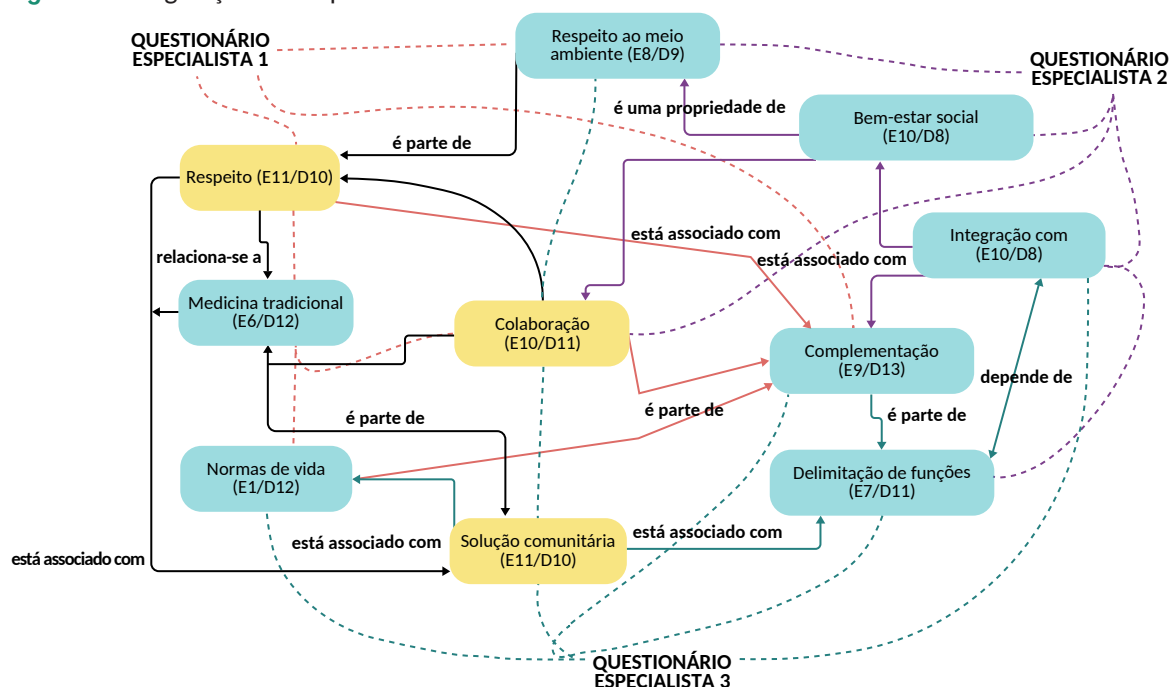 QUESTIONÁRIO
ESPECIALISTA 1
Respeito ao meio
ambiente (E8/D9)
QUESTIONÁRIO
ESPECIALISTA 2
é uma propriedade de
Bem-estar social
(E10/D8)
é parte de
Respeito (E11/D10)
está associado com
Integração com
(E10/D8)
relaciona-se a
está associado com
Medicina tradicional
(E6/D12)
Colaboração
(E10/D11)
Complementação
(E9/D13)
depende de
é parte de
é parte de
é parte de
Normas de vida
(E1/D12)
Delimitação de funções
(E7/D11)
está associado com
Solução comunitária
(E11/D10)
está associado com
está associado com
QUESTIONÁRIO
ESPECIALISTA 3